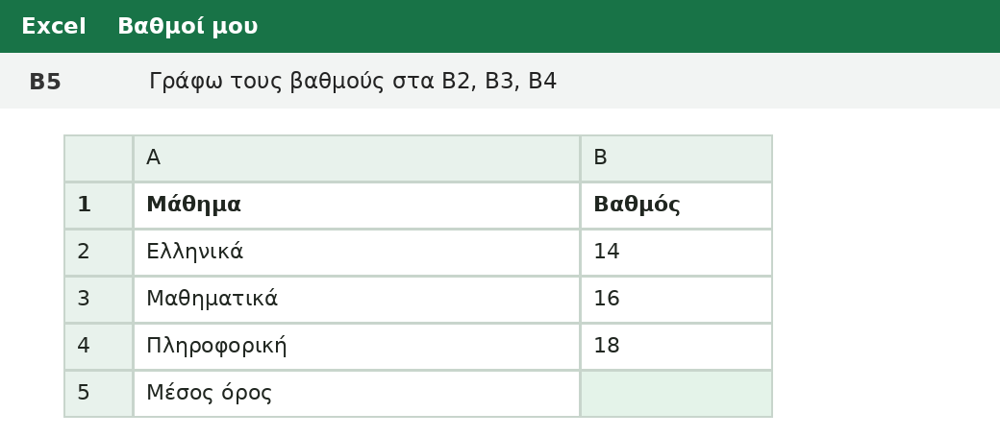 Excel Βαθμοί μου
B5 Γράφω τους βαθμούς στα B2, B3, B4
A B
1 Μάθημα Βαθμός
2 Ελληνικά 14
3 Μαθηματικά 16
4 Πληροφορική 18
5 Μέσος όρος